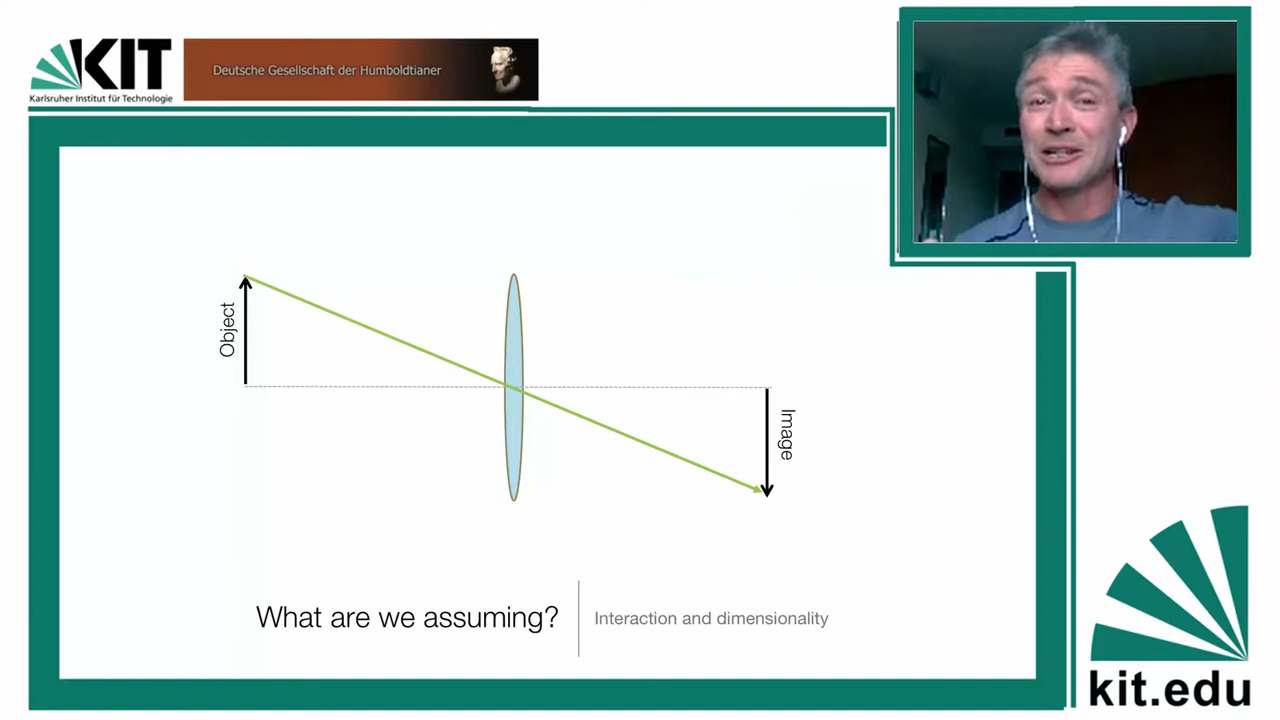 KIT
Karlsruher Institut für Technologie
Deutsche Gesellschaft der Humboldtianer
Object
Image
What are we assuming?
Interaction and dimensionality
kit.edu